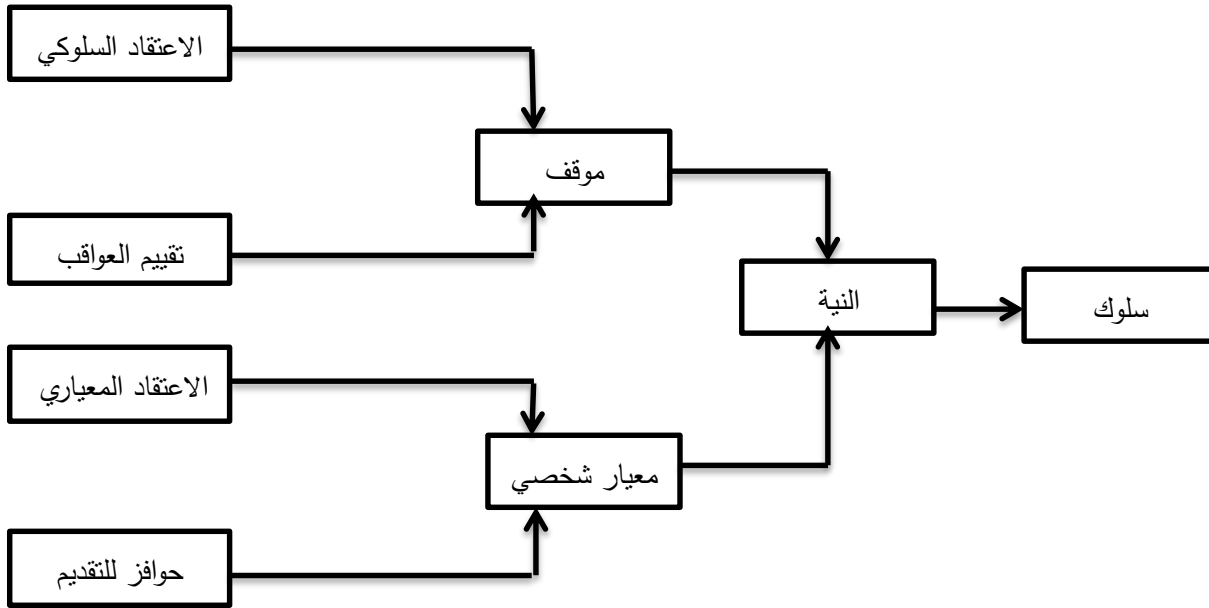 الاعتقاد السلوكي
موقف
تقييم العواقب
النية
سلوك
الاعتقاد المعياري
معيار شخصي
حوافز للتقديم